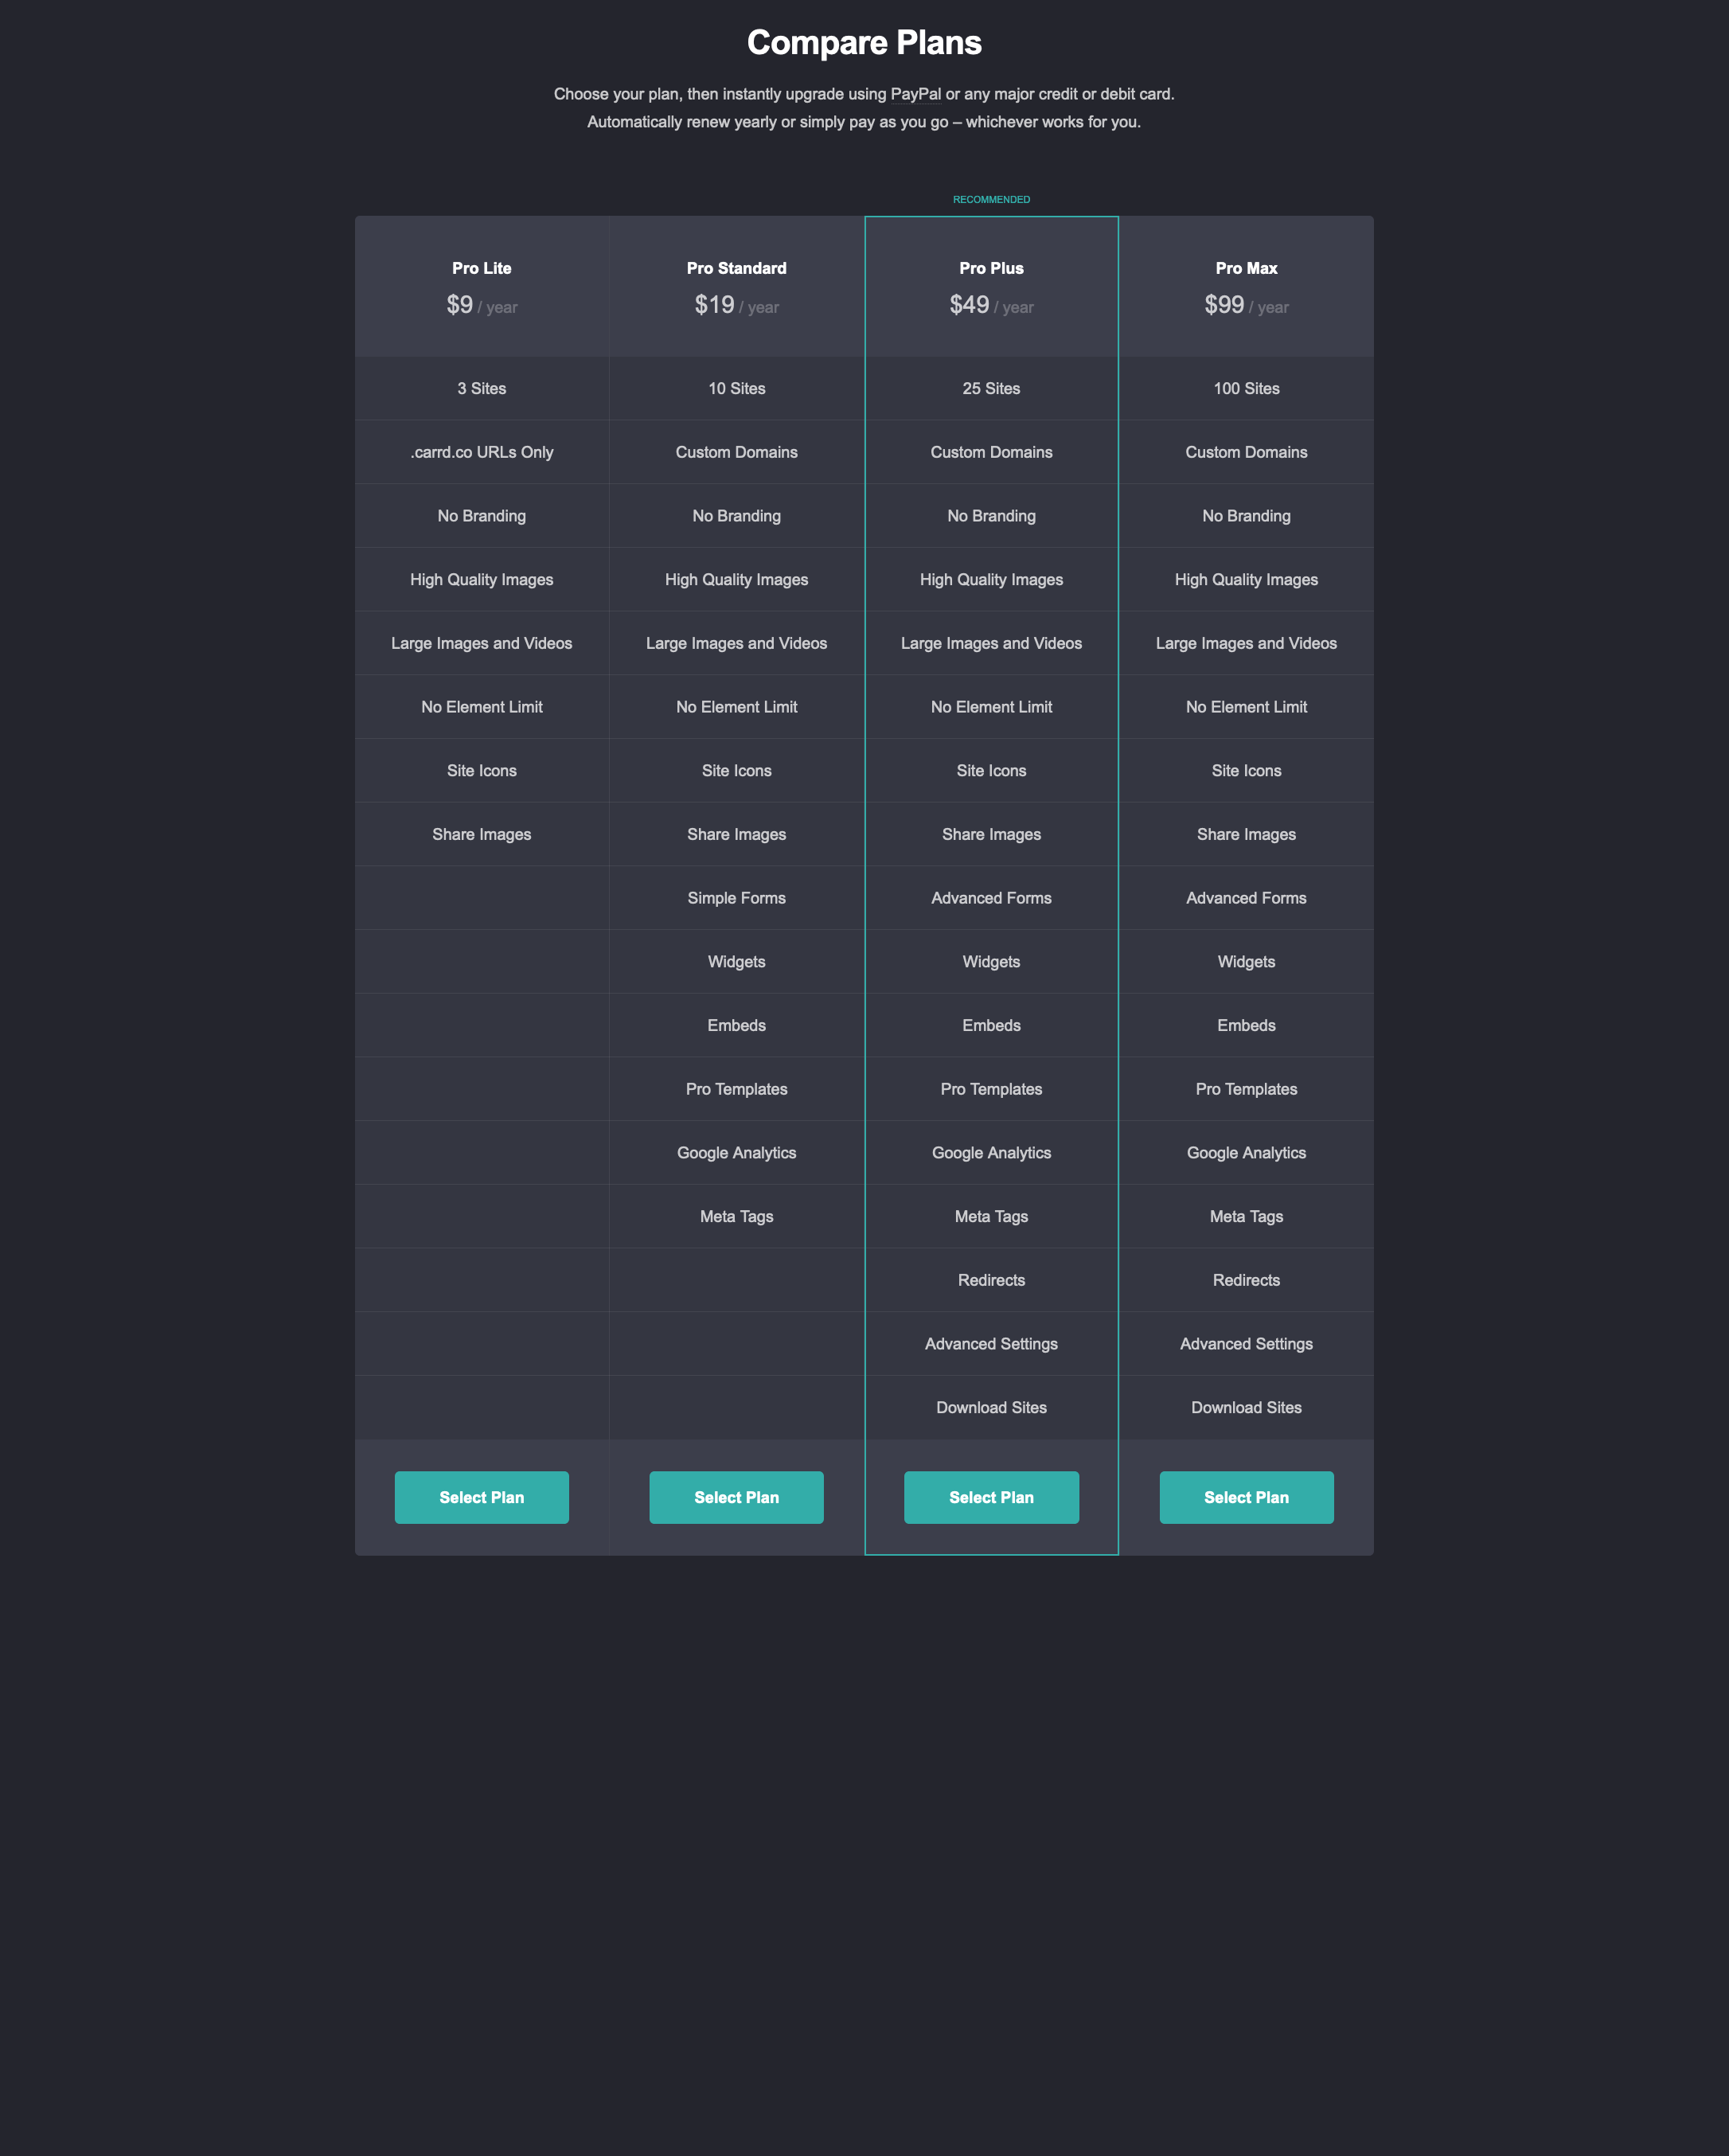 Compare Plans
Choose your plan, then instantly upgrade using PayPal or any major credit or debit card.
Automatically renew yearly or simply pay as you go – whichever works for you.
RECOMMENDED
Pro Lite Pro Standard Pro Plus Pro Max
$9 / year $19 / year $49 / year $99 / year
3 Sites 10 Sites 25 Sites 100 Sites
.carrd.co URLs Only Custom Domains Custom Domains Custom Domains
No Branding No Branding No Branding No Branding
High Quality Images High Quality Images High Quality Images High Quality Images
Large Images and Videos Large Images and Videos Large Images and Videos Large Images and Videos
No Element Limit No Element Limit No Element Limit No Element Limit
Site Icons Site Icons Site Icons Site Icons
Share Images Share Images Share Images Share Images
Simple Forms Advanced Forms Advanced Forms
Widgets Widgets Widgets
Embeds Embeds Embeds
Pro Templates Pro Templates Pro Templates
Google Analytics Google Analytics Google Analytics
Meta Tags Meta Tags Meta Tags
Redirects Redirects
Advanced Settings Advanced Settings
Download Sites Download Sites
Select Plan Select Plan Select Plan Select Plan